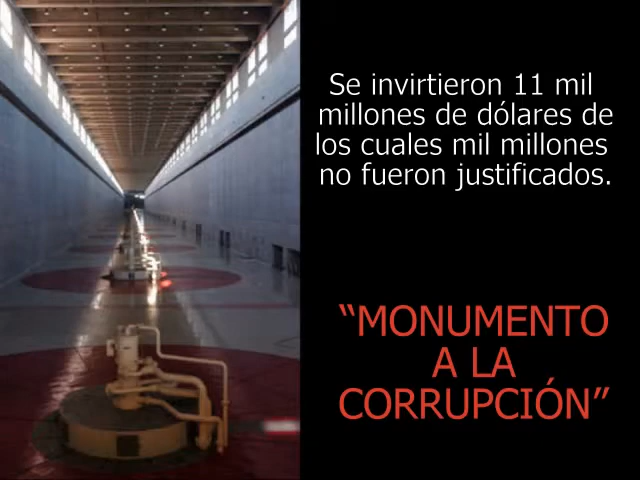 Se invirtieron 11 mil
millones de dólares de
los cuales mil millones
no fueron justificados.
“MONUMENTO
A LA
CORRUPCIÓN”